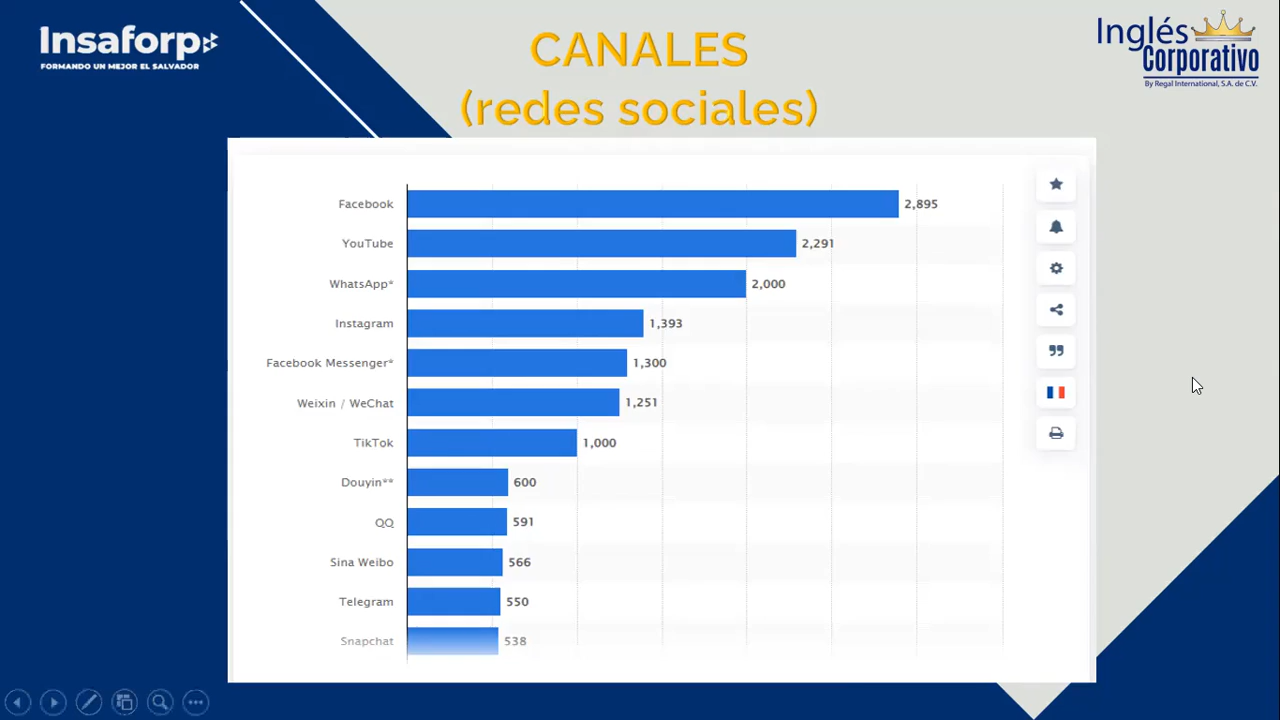 Insaforp
FORMANDO UN MEJOR EL SALVADOR
CANALES
(redes sociales)
Inglés
Corporativo
By Regal International, S.A. de C.V.
Facebook 2,895
YouTube 2,291
WhatsApp* 2,000
Instagram 1,393
Facebook Messenger* 1,300
Weixin / WeChat 1,251
TikTok 1,000
Douyin** 600
QQ 591
Sina Weibo 566
Telegram 550
Snapchat 538